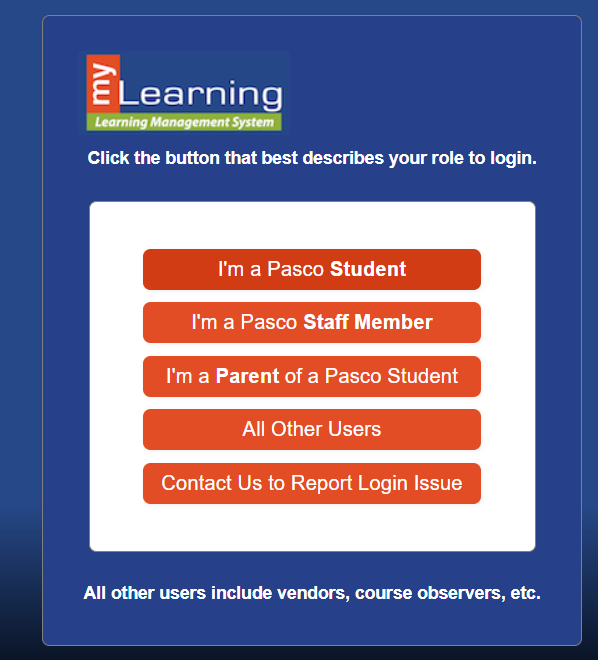 my
Learning
Learning Management System
Click the button that best describes your role to login.
I'm a Pasco Student
I'm a Pasco Staff Member
I'm a Parent of a Pasco Student
All Other Users
Contact Us to Report Login Issue
All other users include vendors, course observers, etc.